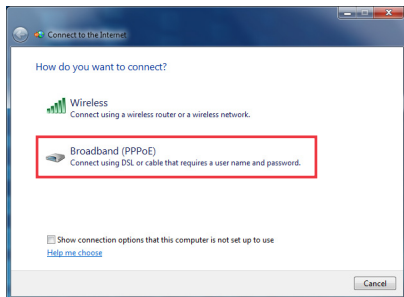 Connect to the Internet
How do you want to connect?
Wireless
Connect using a wireless router or a wireless network.
Broadband (PPPoE)
Connect using DSL or cable that requires a user name and password.
Show connection options that this computer is not set up to use
Help me choose
Cancel